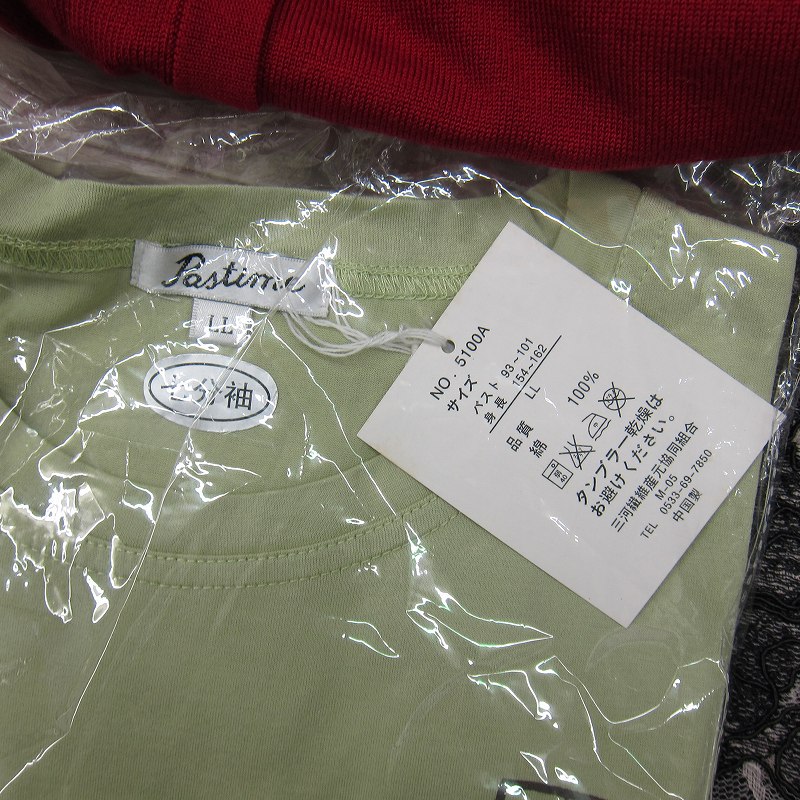 Pastime
LL
七分袖
NO. 5100A
サイズ
バスト 93~101
身長 154~162
LL
品質
綿 100%
タンブラー乾燥は
お避けください。
三河繊維産元協同組合
M-05
TEL 0533-69-7850
中国製